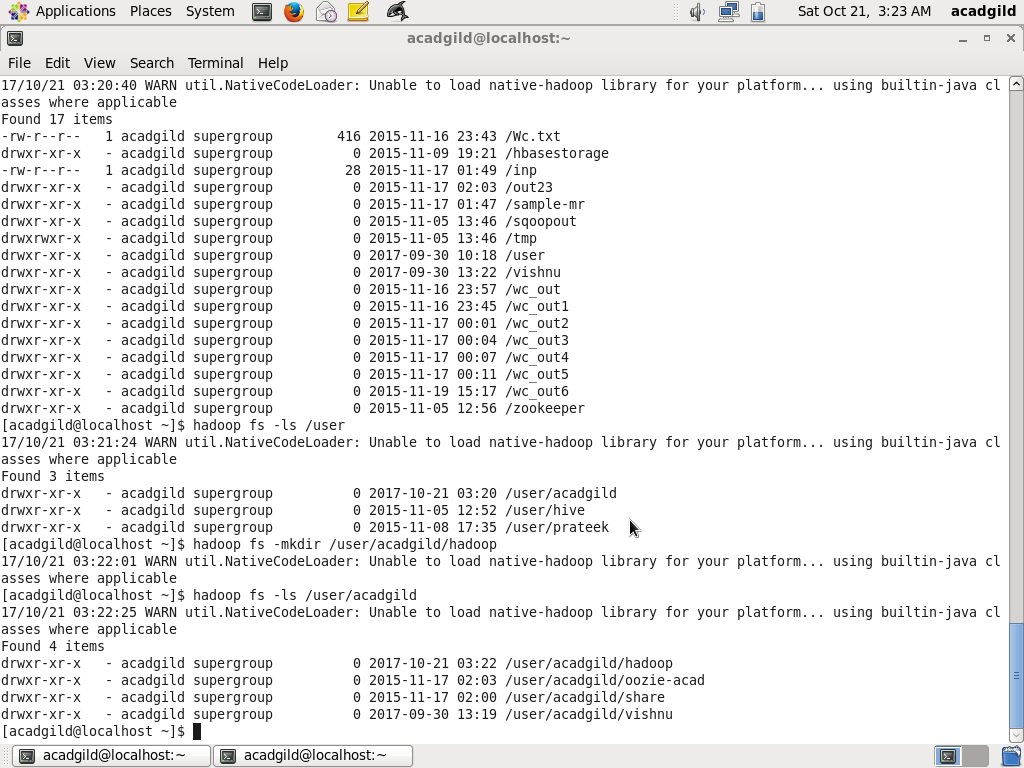 Applications Places System Sat Oct 21, 3:23 AM acadgild
acadgild@localhost:~
File Edit View Search Terminal Help
17/10/21 03:20:40 WARN util.NativeCodeLoader: Unable to load native-hadoop library for your platform... using builtin-java cl
asses where applicable
Found 17 items
-rw-r--r--   1 acadgild supergroup        416 2015-11-16 23:43 /Wc.txt
drwxr-xr-x   - acadgild supergroup          0 2015-11-09 19:21 /hbasestorage
-rw-r--r--   1 acadgild supergroup         28 2015-11-17 01:49 /inp
drwxr-xr-x   - acadgild supergroup          0 2015-11-17 02:03 /out23
drwxr-xr-x   - acadgild supergroup          0 2015-11-17 01:47 /sample-mr
drwxr-xr-x   - acadgild supergroup          0 2015-11-05 13:46 /sqoopout
drwxrwxr-x   - acadgild supergroup          0 2015-11-05 13:46 /tmp
drwxr-xr-x   - acadgild supergroup          0 2017-09-30 10:18 /user
drwxr-xr-x   - acadgild supergroup          0 2017-09-30 13:22 /vishnu
drwxr-xr-x   - acadgild supergroup          0 2015-11-16 23:57 /wc_out
drwxr-xr-x   - acadgild supergroup          0 2015-11-16 23:45 /wc_out1
drwxr-xr-x   - acadgild supergroup          0 2015-11-17 00:01 /wc_out2
drwxr-xr-x   - acadgild supergroup          0 2015-11-17 00:04 /wc_out3
drwxr-xr-x   - acadgild supergroup          0 2015-11-17 00:07 /wc_out4
drwxr-xr-x   - acadgild supergroup          0 2015-11-17 00:11 /wc_out5
drwxr-xr-x   - acadgild supergroup          0 2015-11-19 15:17 /wc_out6
drwxr-xr-x   - acadgild supergroup          0 2015-11-05 12:56 /zookeeper
[acadgild@localhost ~]$ hadoop fs -ls /user
17/10/21 03:21:24 WARN util.NativeCodeLoader: Unable to load native-hadoop library for your platform... using builtin-java cl
asses where applicable
Found 3 items
drwxr-xr-x   - acadgild supergroup          0 2017-10-21 03:20 /user/acadgild
drwxr-xr-x   - acadgild supergroup          0 2015-11-05 12:52 /user/hive
drwxr-xr-x   - acadgild supergroup          0 2015-11-08 17:35 /user/prateek
[acadgild@localhost ~]$ hadoop fs -mkdir /user/acadgild/hadoop
17/10/21 03:22:01 WARN util.NativeCodeLoader: Unable to load native-hadoop library for your platform... using builtin-java cl
asses where applicable
[acadgild@localhost ~]$ hadoop fs -ls /user/acadgild
17/10/21 03:22:25 WARN util.NativeCodeLoader: Unable to load native-hadoop library for your platform... using builtin-java cl
asses where applicable
Found 4 items
drwxr-xr-x   - acadgild supergroup          0 2017-10-21 03:22 /user/acadgild/hadoop
drwxr-xr-x   - acadgild supergroup          0 2015-11-17 02:03 /user/acadgild/oozie-acad
drwxr-xr-x   - acadgild supergroup          0 2015-11-17 02:00 /user/acadgild/share
drwxr-xr-x   - acadgild supergroup          0 2017-09-30 13:19 /user/acadgild/vishnu
[acadgild@localhost ~]$
acadgild@localhost:~ acadgild@localhost:~